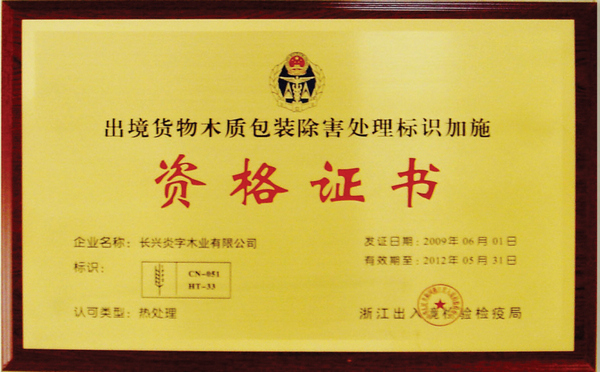 出境货物木质包装除害处理标识加施
资格证书
企业名称：长兴炎字木业有限公司
发证日期：2009年06月01日
标识：
CN-051
HT-33
有效期至：2012年05月31日
认可类型：热处理
浙江出入境检验检疫局